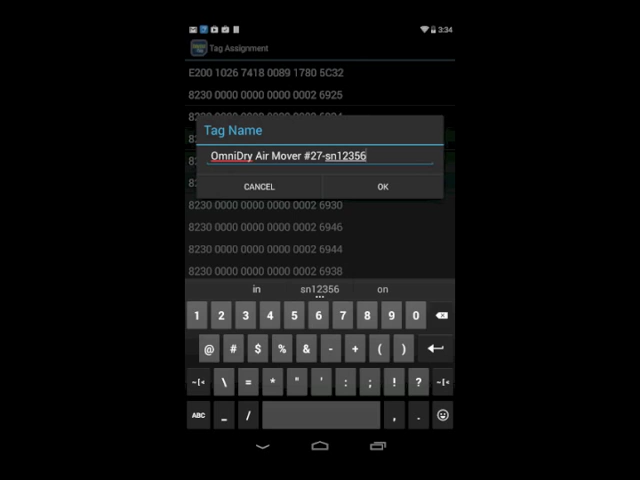 3:34
Tag Assignment
E200 1026 7418 0089 1780 5C32
8230 0000 0000 0000 0002 6925
Tag Name
OmniDry Air Mover #27-sn12356
CANCEL OK
8230 0000 0000 0000 0002 6930
8230 0000 0000 0000 0002 6946
8230 0000 0000 0000 0002 6944
8230 0000 0000 0000 0002 6938
in sn12356 on
1 2 3 4 5 6 7 8 9 0
@ # $ % & - + ( )
~[< \ = * " ' : ; ! ? ~[<
ABC _ / , .